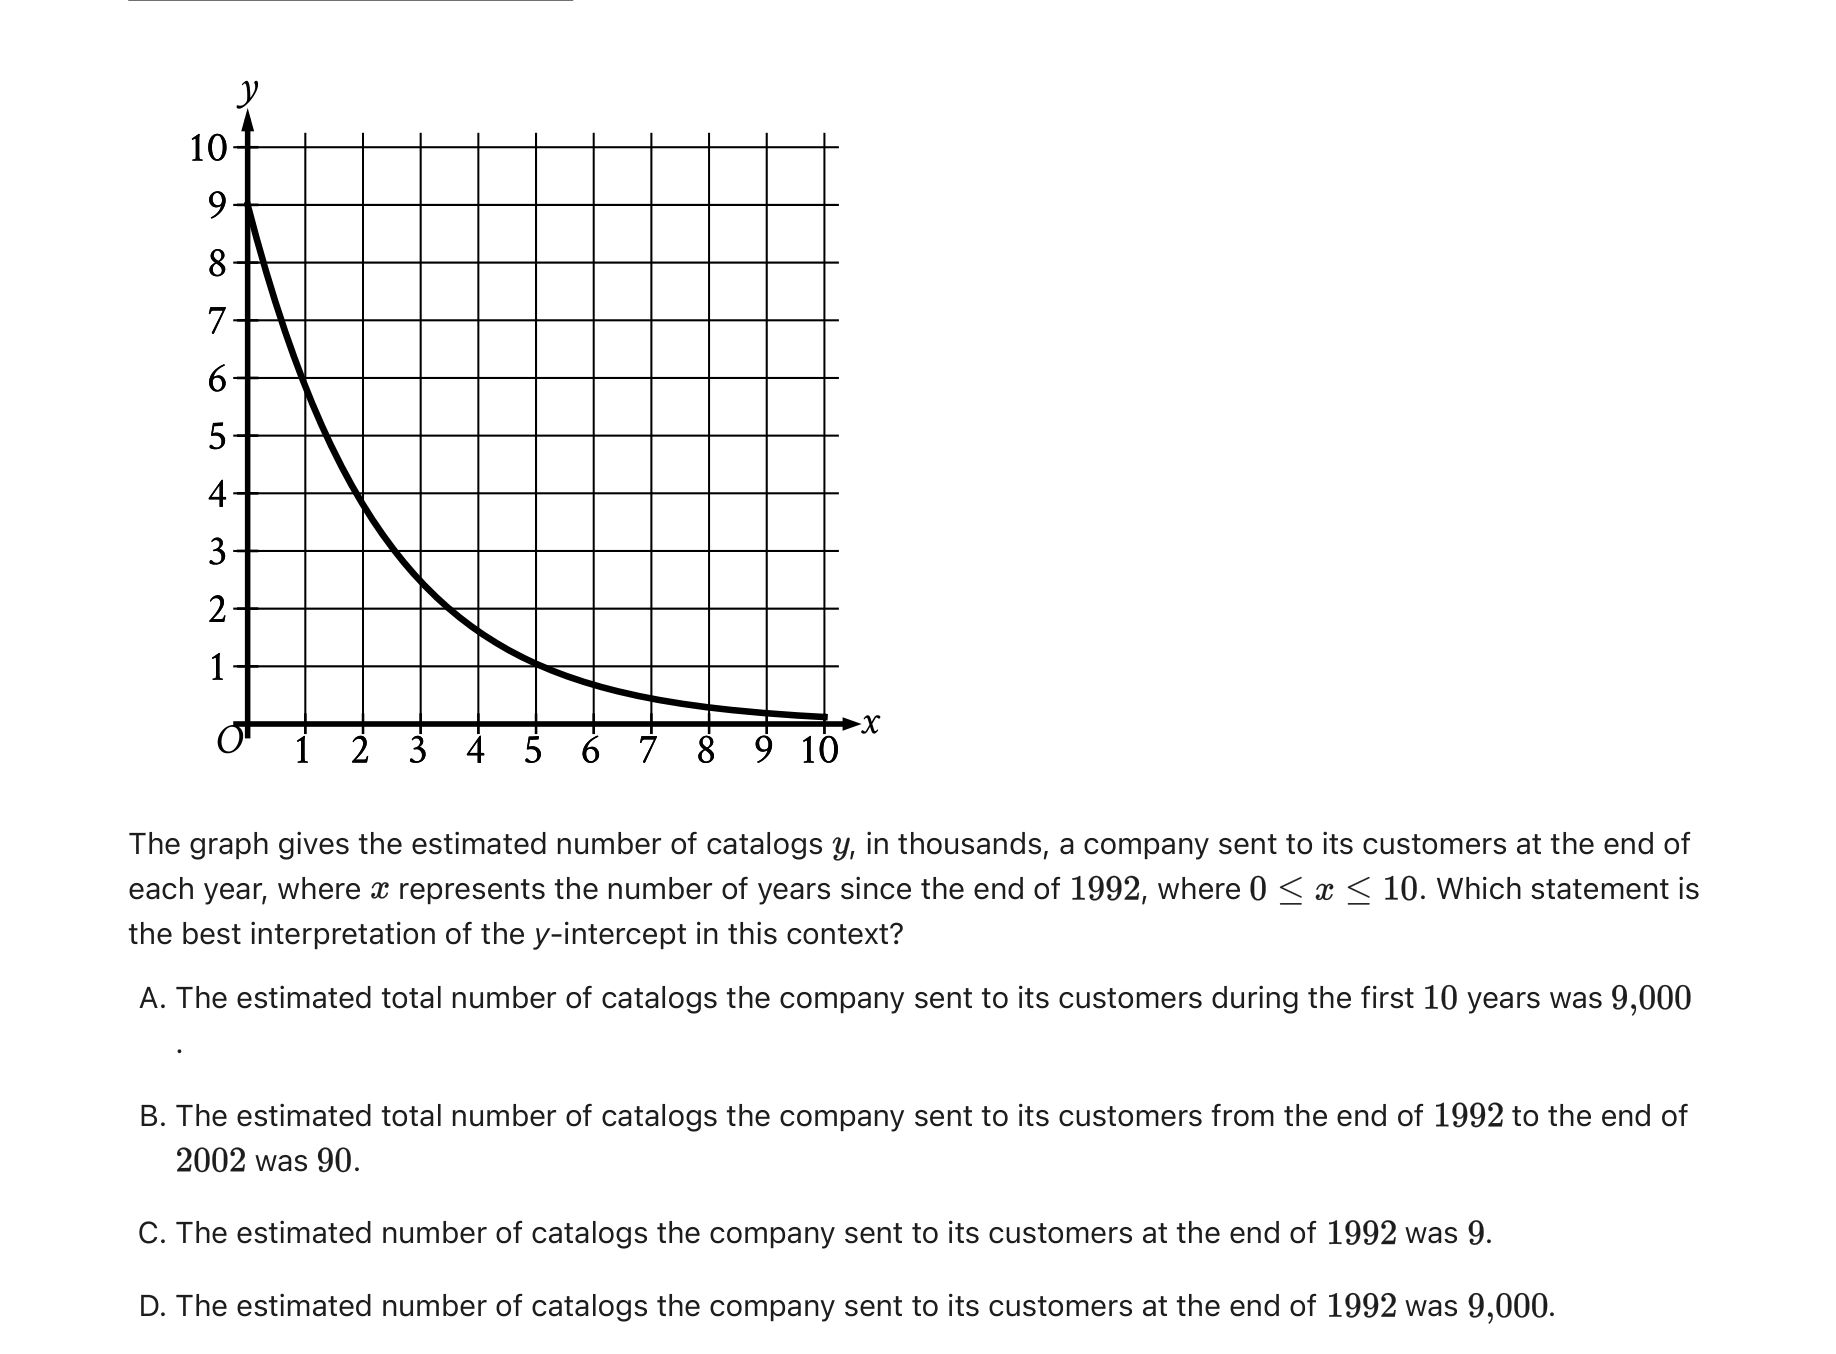 y
10
9
8
7
6
5
4
3
2
1
O
1 2 3 4 5 6 7 8 9 10
x
The graph gives the estimated number of catalogs y, in thousands, a company sent to its customers at the end of
each year, where x represents the number of years since the end of 1992, where 0 ≤ x ≤ 10. Which statement is
the best interpretation of the y-intercept in this context?
A. The estimated total number of catalogs the company sent to its customers during the first 10 years was 9,000
.
B. The estimated total number of catalogs the company sent to its customers from the end of 1992 to the end of
2002 was 90.
C. The estimated number of catalogs the company sent to its customers at the end of 1992 was 9.
D. The estimated number of catalogs the company sent to its customers at the end of 1992 was 9,000.